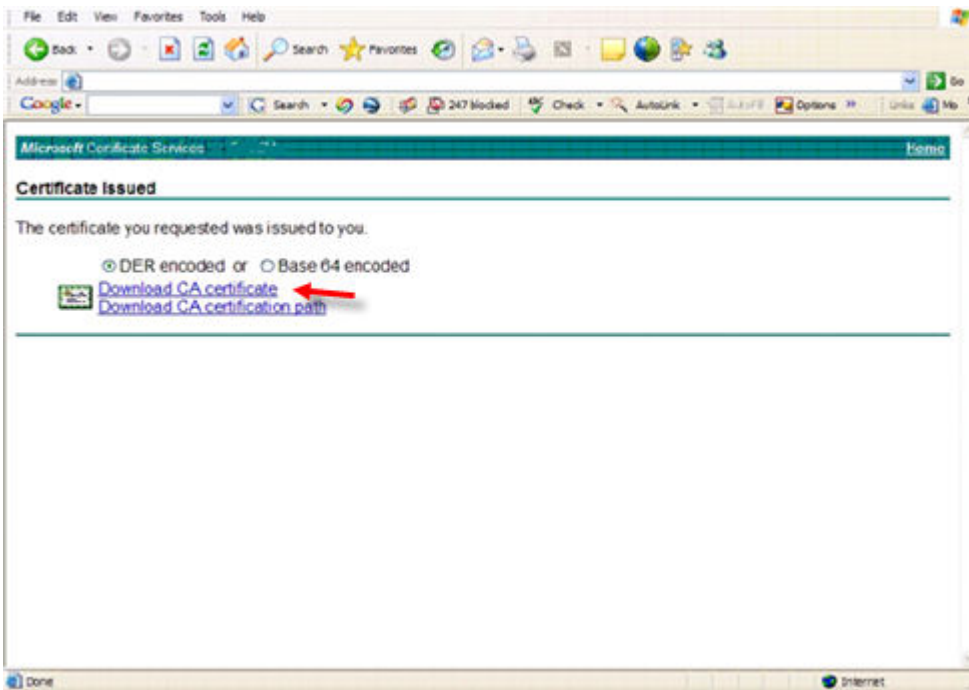 File Edit View Favorites Tools Help
Back Search Favorites
Address Go
Google Search 247 blocked Check AutoLink AutoFill Options Links
Microsoft Certificate Services Home
Certificate Issued
The certificate you requested was issued to you.
DER encoded or Base 64 encoded
Download CA certificate
Download CA certification path
Done Internet